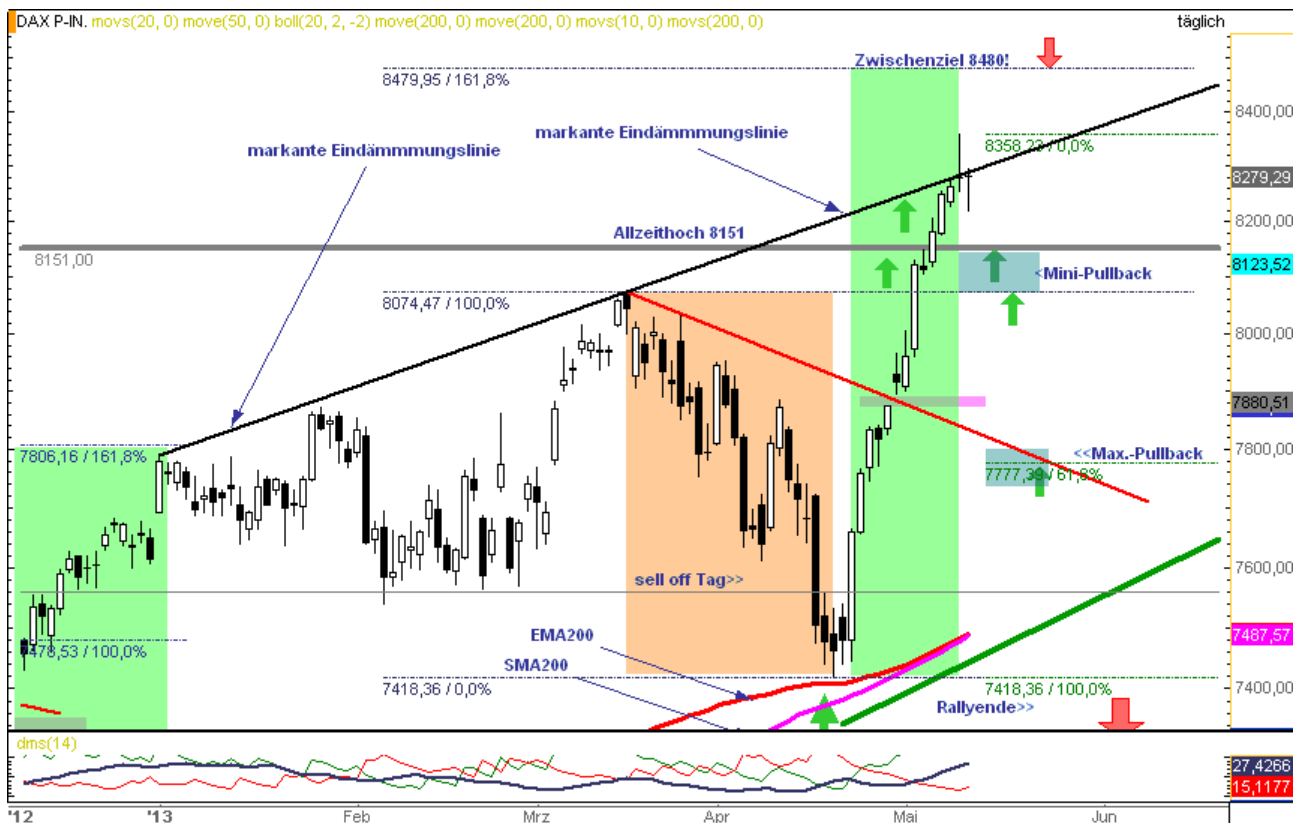 DAX P-IN. movs(20, 0) move(50, 0) boll(20, 2, -2) move(200, 0) move(200, 0) movs(10, 0) movs(200, 0)
täglich
Zwischenziel 8480!
8479,95 / 161,8%
8400,00
markante Eindämmmungslinie
markante Eindämmmungslinie
8358,23 / 0,0%
8279,29
8200,00
Allzeithoch 8151
8151,00
8123,52
<Mini-Pullback
8074,47 / 100,0%
8000,00
7880,51
7806,16 / 161,8%
7800,00
<<Max.-Pullback
7777,39 / 61,8%
7600,00
sell off Tag>>
EMA200
7487,57
7478,53 / 100,0%
SMA200
7418,36 / 0,0%
7418,36 / 100,0%
7400,00
Rallyende>>
dms(14)
27,4266
15,1177
'12 '13 Feb Mrz Apr Mai Jun